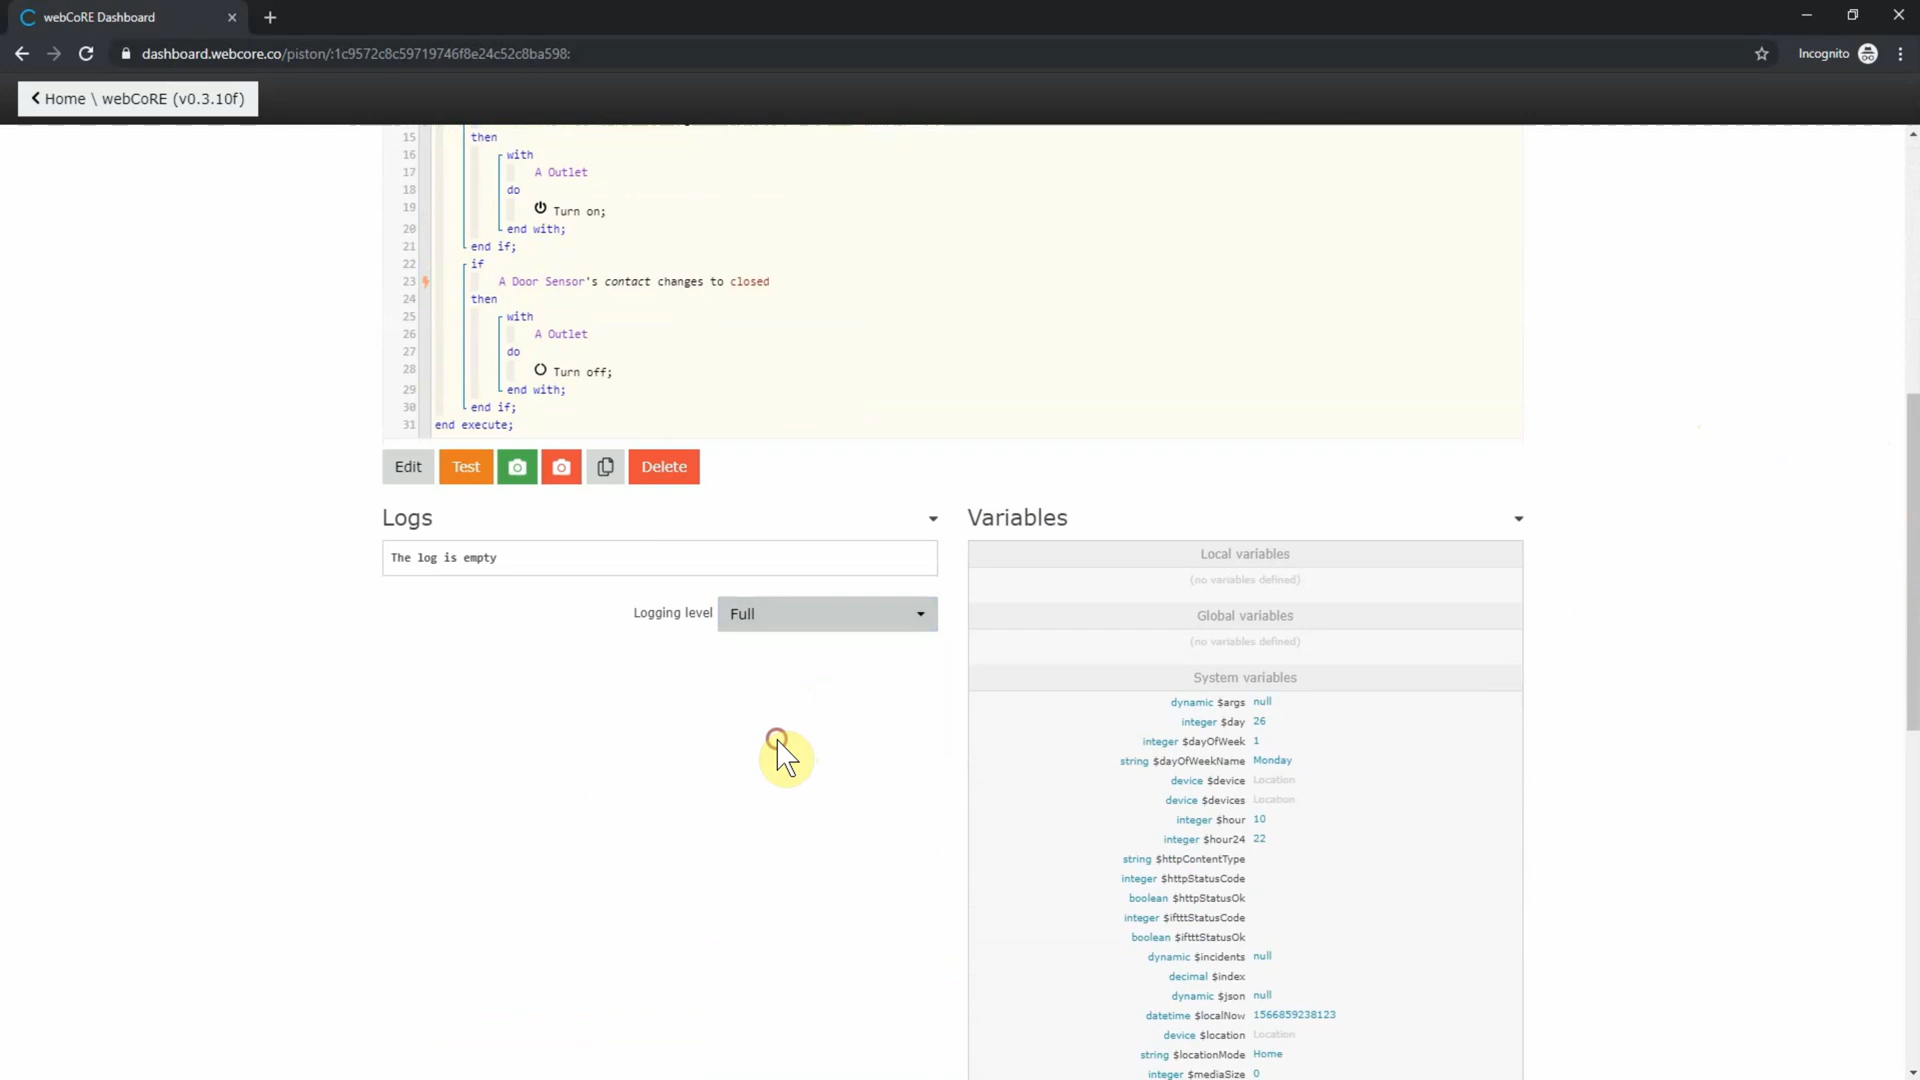 webCoRE Dashboard
dashboard.webcore.co/piston/:1c9572c8c59719746f8e24c52c8ba598:
Incognito
Home \ webCoRE (v0.3.10f)
15 then
16 with
17 A Outlet
18 do
19 Turn on;
20 end with;
21 end if;
22 if
23 A Door Sensor's contact changes to closed
24 then
25 with
26 A Outlet
27 do
28 Turn off;
29 end with;
30 end if;
31 end execute;
Edit Test Delete
Logs
The log is empty
Logging level Full
Variables
Local variables
(no variables defined)
Global variables
(no variables defined)
System variables
dynamic $args null
integer $day 26
integer $dayOfWeek 1
string $dayOfWeekName Monday
device $device Location
device $devices Location
integer $hour 10
integer $hour24 22
string $httpContentType
integer $httpStatusCode
boolean $httpStatusOk
integer $iftttStatusCode
boolean $iftttStatusOk
dynamic $incidents null
decimal $index
dynamic $json null
datetime $localNow 1566859238123
device $location Location
string $locationMode Home
integer $mediaSize 0